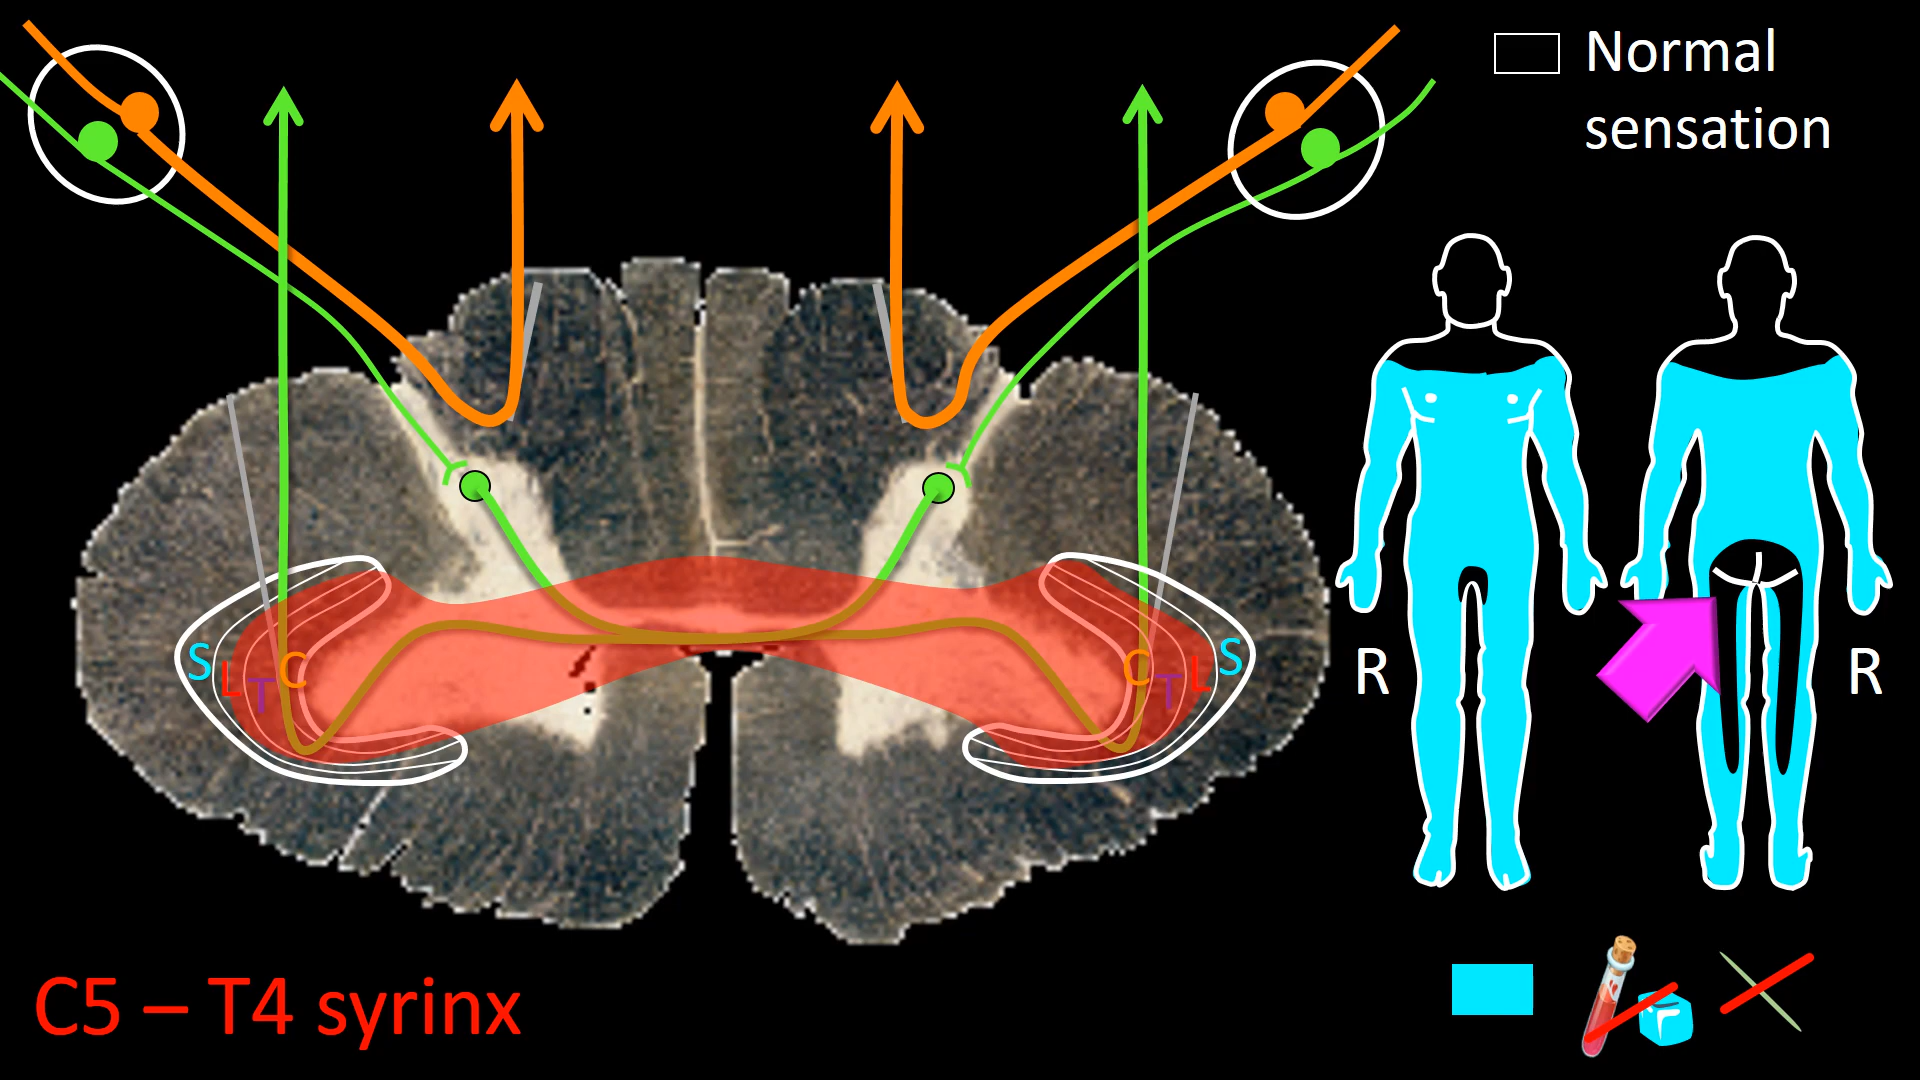 Normal
sensation
S L T C
C T L S
R
R
C5 – T4 syrinx